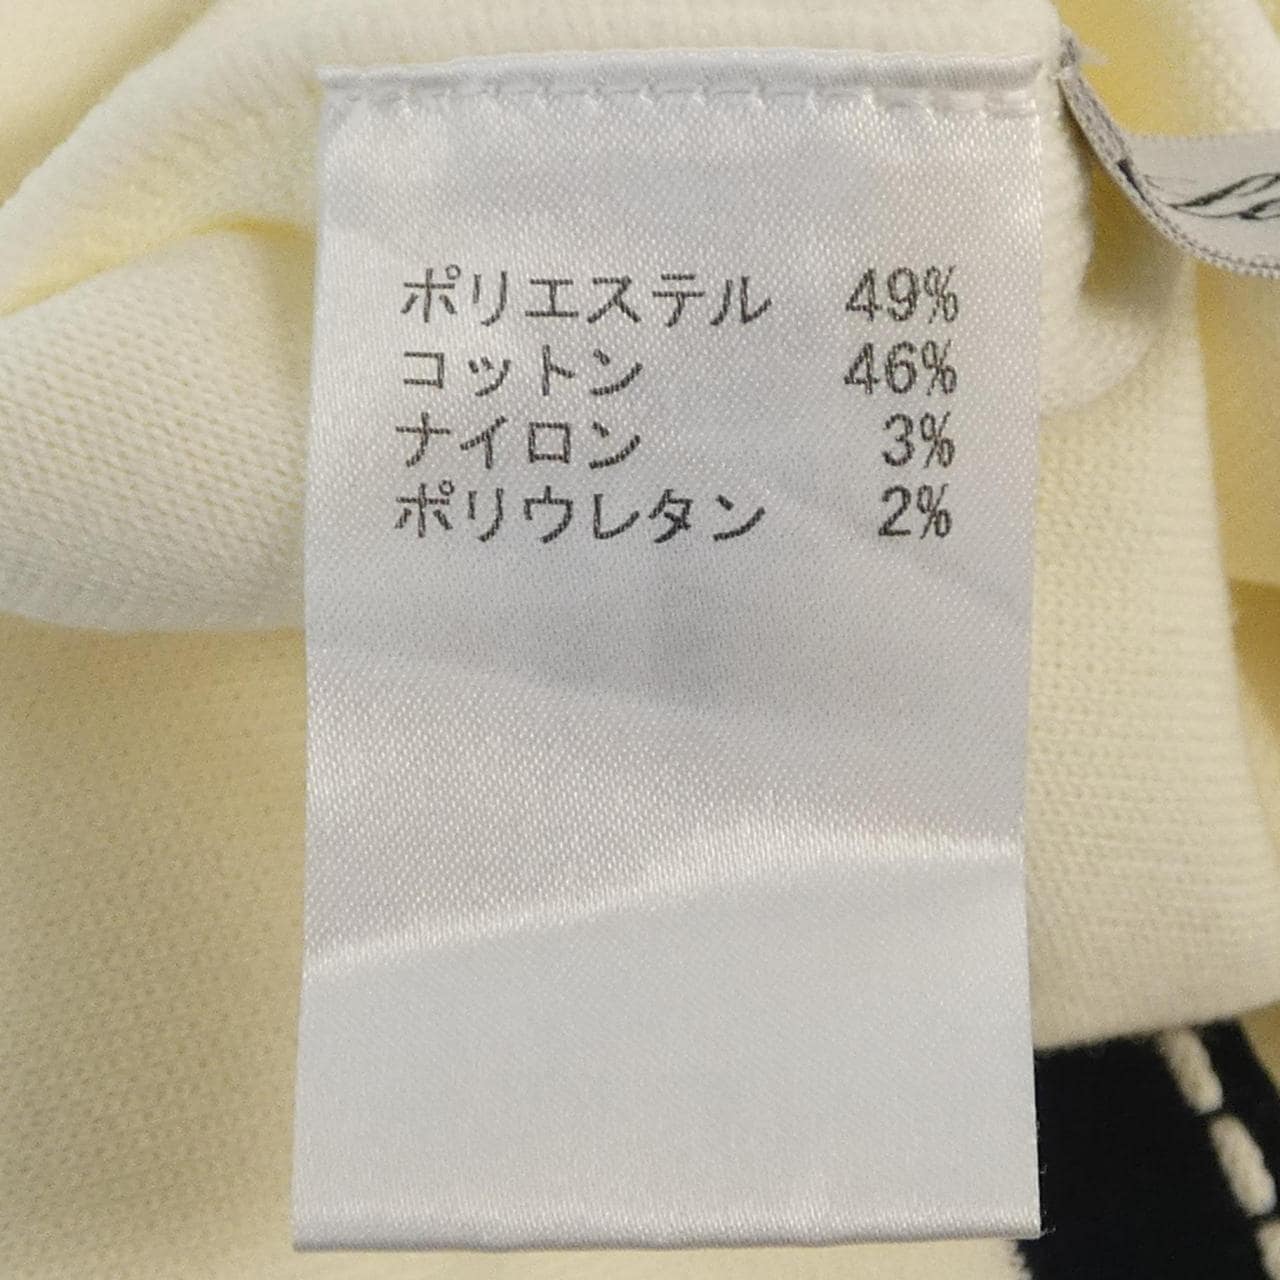 ポリエステル 49%
コットン 46%
ナイロン 3%
ポリウレタン 2%